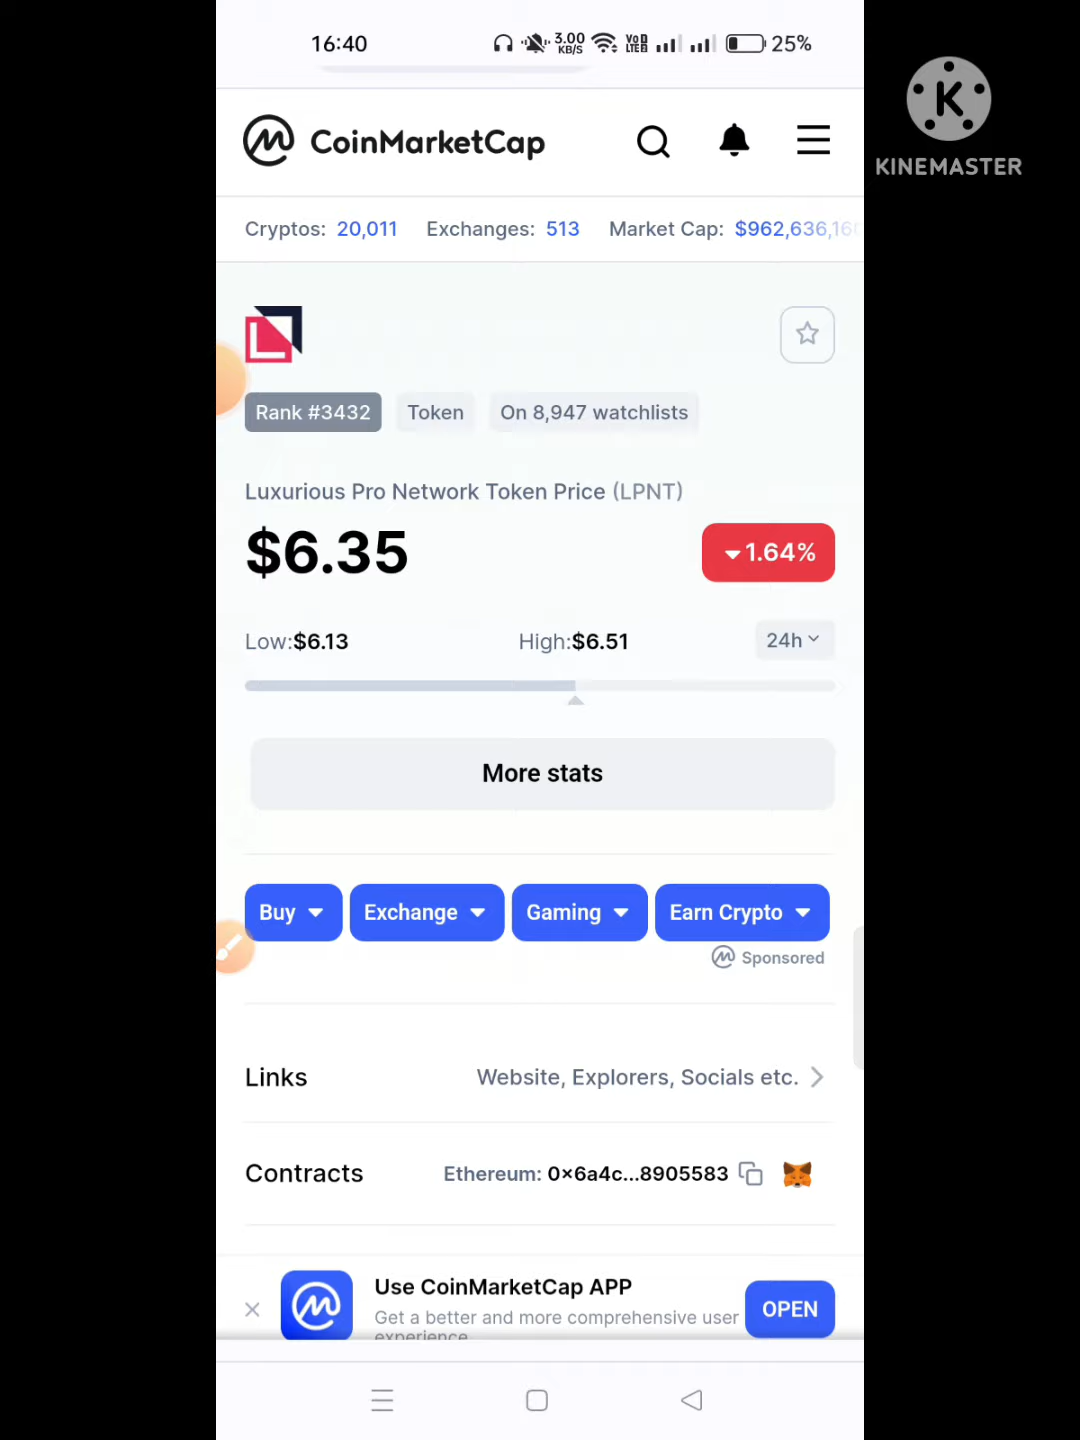 16:40
3.00
KB/S
25%
KINEMASTER
CoinMarketCap
Cryptos: 20,011 Exchanges: 513 Market Cap: $962,636,16
Rank #3432 Token On 8,947 watchlists
Luxurious Pro Network Token Price (LPNT)
$6.35
1.64%
Low:$6.13 High:$6.51 24h
More stats
Buy Exchange Gaming Earn Crypto
Sponsored
Links Website, Explorers, Socials etc.
Contracts Ethereum: 0x6a4c...8905583
Use CoinMarketCap APP
Get a better and more comprehensive user
experience
OPEN